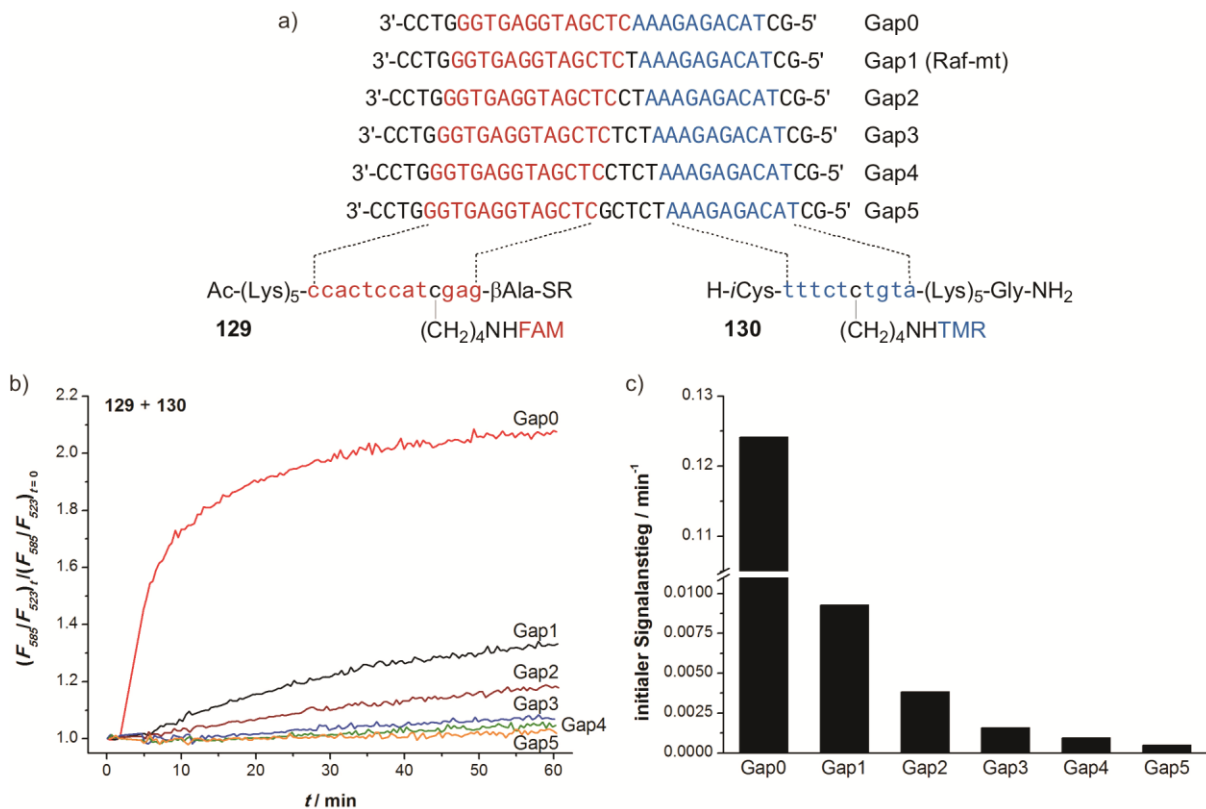 a)
3'-CCTGGGTGAGGTAGCTCAAAGAGACATCG-5' Gap0
3'-CCTGGGTGAGGTAGCTCTAAAGAGACATCG-5' Gap1 (Raf-mt)
3'-CCTGGGTGAGGTAGCTCCTAAAGAGACATCG-5' Gap2
3'-CCTGGGTGAGGTAGCTCTCTAAAGAGACATCG-5' Gap3
3'-CCTGGGTGAGGTAGCTCCTCTAAAGAGACATCG-5' Gap4
3'-CCTGGGTGAGGTAGCTCGCTCTAAAGAGACATCG-5' Gap5
Ac-(Lys)5-ccactccatcgag-βAla-SR
H-iCys-tttctctgta-(Lys)5-Gly-NH2
129
(CH2)4NHFAM
130
(CH2)4NHTMR
b)
129 + 130
(F585/F523)t/(F585/F523)t=0
2.2
2.0
1.8
1.6
1.4
1.2
1.0
Gap0
Gap1
Gap2
Gap3
Gap4
Gap5
0 10 20 30 40 50 60
t / min
c)
initialer Signalanstieg / min-1
0.13
0.12
0.11
0.0100
0.0075
0.0050
0.0025
0.0000
Gap0 Gap1 Gap2 Gap3 Gap4 Gap5